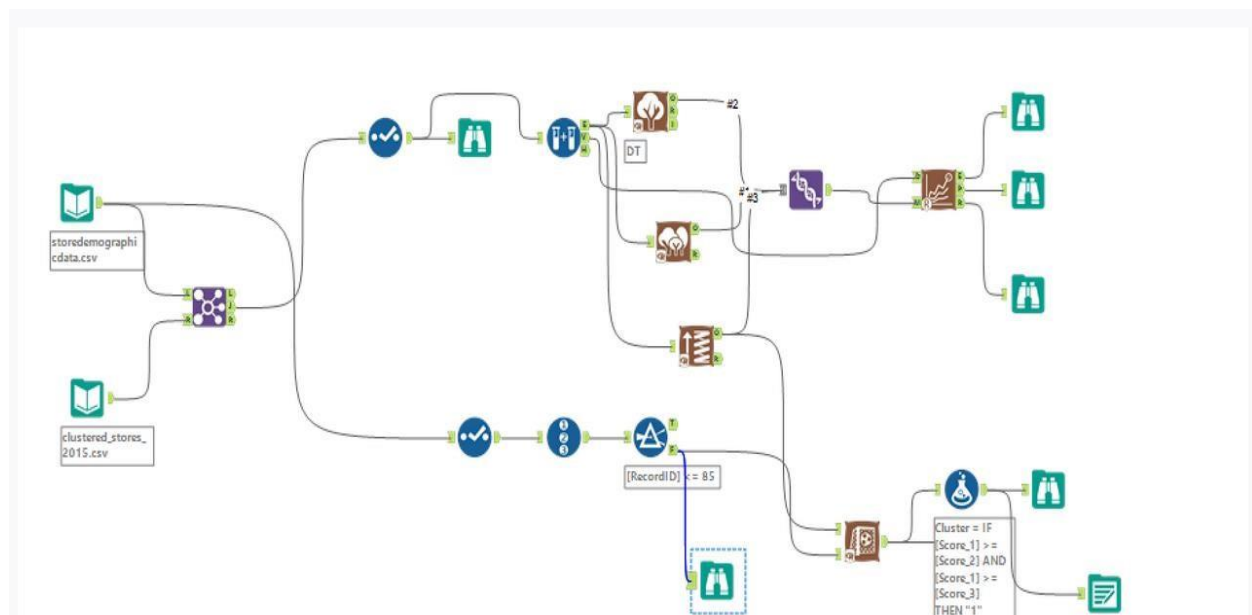 #2
DT
#3
storedemographi
cdata.csv
clustered_stores_
2015.csv
[RecordID] <= 85
Cluster = IF
[Score_1] >=
[Score_2] AND
[Score_1] >=
[Score_3]
THEN "1"